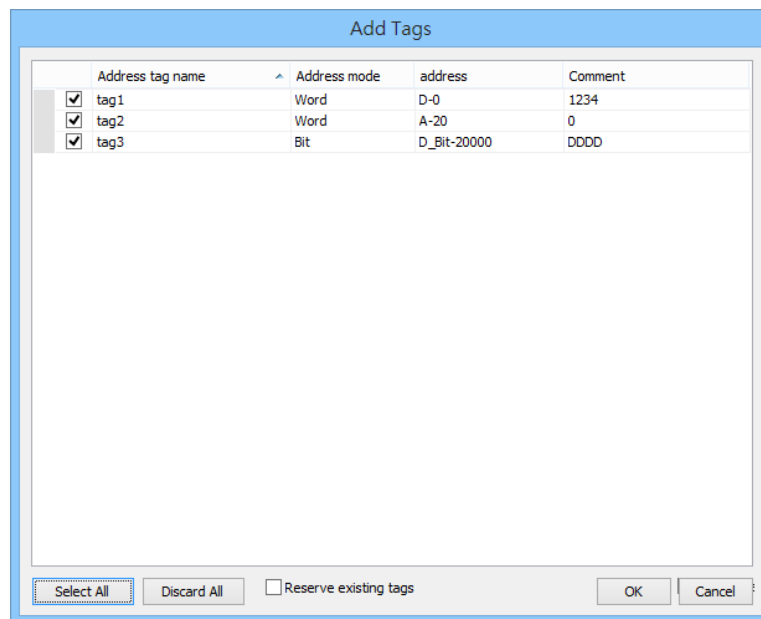 Add Tags
Address tag name Address mode address Comment
tag1 Word D-0 1234
tag2 Word A-20 0
tag3 Bit D_Bit-20000 DDDD
Select All Discard All Reserve existing tags OK Cancel